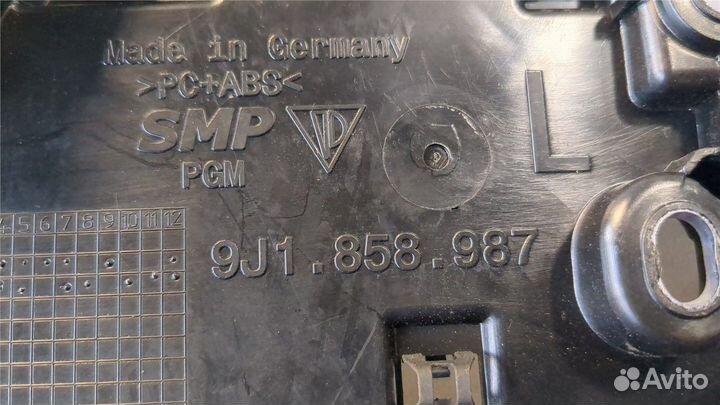 Made in Germany
>PC+ABS<
SMP
PGM
L
4 5 6 7 8 9 10 11 12
9J1.858.987
Avito